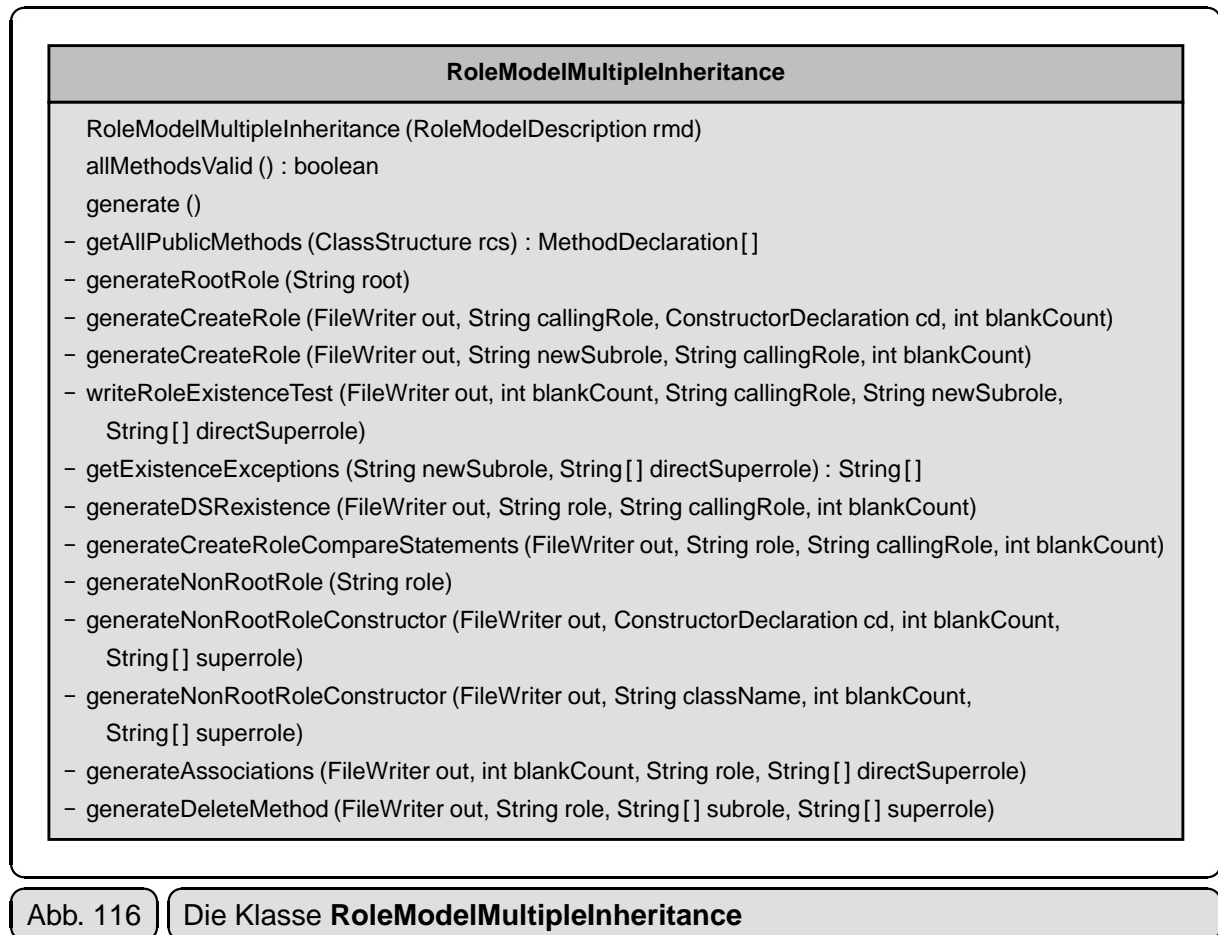 RoleModelMultipleInheritance
RoleModelMultipleInheritance (RoleModelDescription rmd)
allMethodsValid () : boolean
generate ()
− getAllPublicMethods (ClassStructure rcs) : MethodDeclaration[]
− generateRootRole (String root)
− generateCreateRole (FileWriter out, String callingRole, ConstructorDeclaration cd, int blankCount)
− generateCreateRole (FileWriter out, String newSubrole, String callingRole, int blankCount)
− writeRoleExistenceTest (FileWriter out, int blankCount, String callingRole, String newSubrole,
String[] directSuperrole)
− getExistenceExceptions (String newSubrole, String[] directSuperrole) : String[]
− generateDSRexistence (FileWriter out, String role, String callingRole, int blankCount)
− generateCreateRoleCompareStatements (FileWriter out, String role, String callingRole, int blankCount)
− generateNonRootRole (String role)
− generateNonRootRoleConstructor (FileWriter out, ConstructorDeclaration cd, int blankCount,
String[] superrole)
− generateNonRootRoleConstructor (FileWriter out, String className, int blankCount,
String[] superrole)
− generateAssociations (FileWriter out, int blankCount, String role, String[] directSuperrole)
− generateDeleteMethod (FileWriter out, String role, String[] subrole, String[] superrole)
Abb. 116 Die Klasse RoleModelMultipleInheritance